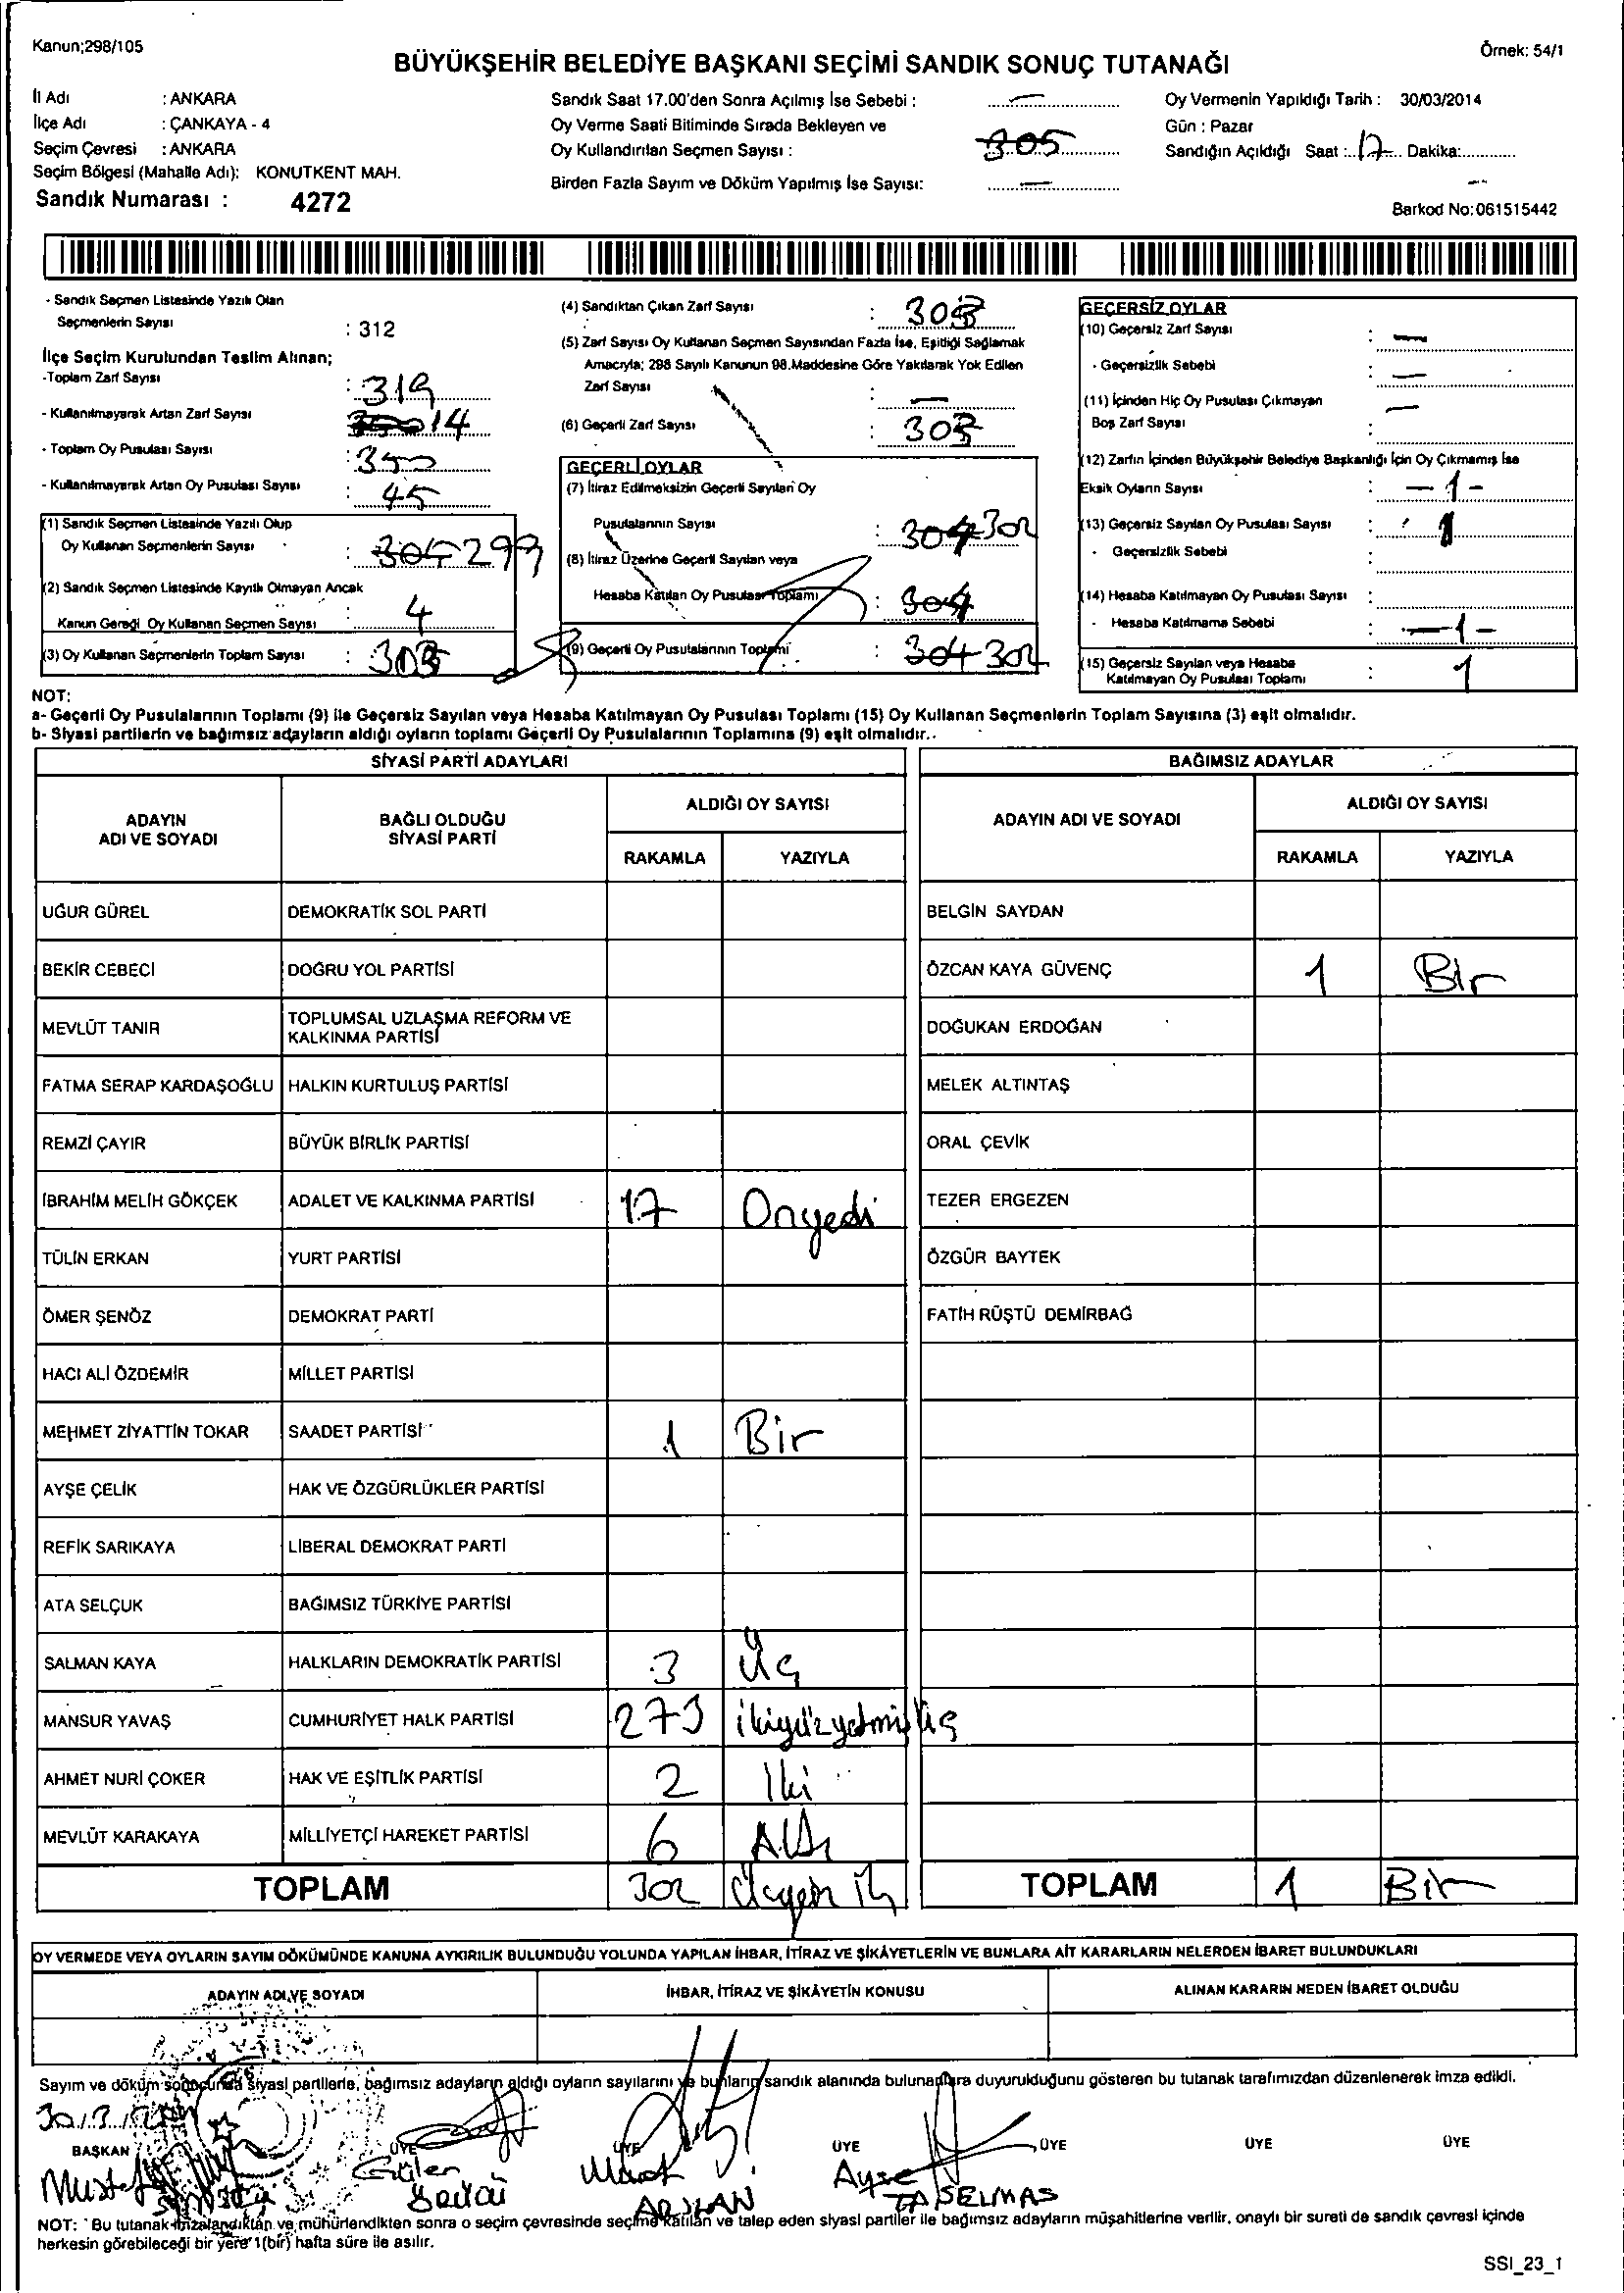 Kanun;298/105
Örnek: 54/1
BÜYÜKŞEHİR BELEDİYE BAŞKANI SEÇİMİ SANDIK SONUÇ TUTANAĞI
İl Adı : ANKARA
İlçe Adı : ÇANKAYA - 4
Seçim Çevresi : ANKARA
Seçim Bölgesi (Mahalle Adı): KONUTKENT MAH.
Sandık Numarası : 4272
Sandık Saat 17.00'den Sonra Açılmış İse Sebebi : —
Oy Verme Saati Bitiminde Sırada Bekleyen ve
Oy Kullandırılan Seçmen Sayısı : 305
Birden Fazla Sayım ve Döküm Yapılmış İse Sayısı: —
Oy Vermenin Yapıldığı Tarih : 30/03/2014
Gün : Pazar
Sandığın Açıldığı Saat :..17... Dakika:............
Barkod No:061515442
- Sandık Seçmen Listesinde Yazılı Olan
Seçmenlerin Sayısı : 312
İlçe Seçim Kurulundan Teslim Alınan;
-Toplam Zarf Sayısı : 319
- Kullanılmayarak Artan Zarf Sayısı 14
- Toplam Oy Pusulası Sayısı : 350
- Kullanılmayarak Artan Oy Pusulası Sayısı : 45
(1) Sandık Seçmen Listesinde Yazılı Olup
Oy Kullanan Seçmenlerin Sayısı : 299
(2) Sandık Seçmen Listesinde Kayıtlı Olmayan Ancak
Kanun Gereği Oy Kullanan Seçmen Sayısı : 4
(3) Oy Kullanan Seçmenlerin Toplam Sayısı : 303
(4) Sandıktan Çıkan Zarf Sayısı : 303
(5) Zarf Sayısı Oy Kullanan Seçmen Sayısından Fazla İse, Eşitliği Sağlamak
Amacıyla; 298 Sayılı Kanunun 98.Maddesine Göre Yakılarak Yok Edilen
Zarf Sayısı : —
(6) Geçerli Zarf Sayısı : 303
GEÇERLİ OYLAR
(7) İtiraz Edilmeksizin Geçerli Sayılan Oy
Pusulalarının Sayısı : 304 302
(8) İtiraz Üzerine Geçerli Sayılan veya
Hesaba Katılan Oy Pusulası Toplamı : 304
(9) Geçerli Oy Pusulalarının Toplamı : 304 302
GEÇERSİZ OYLAR
(10) Geçersiz Zarf Sayısı : —
- Geçersizlik Sebebi : —
(11) İçinden Hiç Oy Pusulası Çıkmayan —
Boş Zarf Sayısı :
(12) Zarfın İçinden Büyükşehir Belediye Başkanlığı İçin Oy Çıkmamış İse
Eksik Oyların Sayısı : -1-
(13) Geçersiz Sayılan Oy Pusulası Sayısı :
- Geçersizlik Sebebi :
(14) Hesaba Katılmayan Oy Pusulası Sayısı :
- Hesaba Katılmama Sebebi : -1-
(15) Geçersiz Sayılan veya Hesaba
Katılmayan Oy Pusulası Toplamı : 1
NOT:
a- Geçerli Oy Pusulalarının Toplamı (9) ile Geçersiz Sayılan veya Hesaba Katılmayan Oy Pusulası Toplamı (15) Oy Kullanan Seçmenlerin Toplam Sayısına (3) eşit olmalıdır.
b- Siyasi partilerin ve bağımsız adayların aldığı oyların toplamı Geçerli Oy Pusulalarının Toplamına (9) eşit olmalıdır..
SİYASİ PARTİ ADAYLARI
ADAYIN
ADI VE SOYADI
BAĞLI OLDUĞU
SİYASİ PARTİ
ALDIĞI OY SAYISI
RAKAMLA YAZIYLA
UĞUR GÜREL DEMOKRATİK SOL PARTİ
BEKİR CEBECİ DOĞRU YOL PARTİSİ
MEVLÜT TANIR TOPLUMSAL UZLAŞMA REFORM VE
KALKINMA PARTİSİ
FATMA SERAP KARDAŞOĞLU HALKIN KURTULUŞ PARTİSİ
REMZİ ÇAYIR BÜYÜK BİRLİK PARTİSİ
İBRAHİM MELİH GÖKÇEK ADALET VE KALKINMA PARTİSİ 17 Onyedi
TÜLİN ERKAN YURT PARTİSİ
ÖMER ŞENÖZ DEMOKRAT PARTİ
HACI ALİ ÖZDEMİR MİLLET PARTİSİ
MEHMET ZİYATTİN TOKAR SAADET PARTİSİ 1 Bir
AYŞE ÇELİK HAK VE ÖZGÜRLÜKLER PARTİSİ
REFİK SARIKAYA LİBERAL DEMOKRAT PARTİ
ATA SELÇUK BAĞIMSIZ TÜRKİYE PARTİSİ
SALMAN KAYA HALKLARIN DEMOKRATİK PARTİSİ 3 Üç
MANSUR YAVAŞ CUMHURİYET HALK PARTİSİ 273 ikiyüzyetmişüç
AHMET NURİ ÇOKER HAK VE EŞİTLİK PARTİSİ 2 İki
MEVLÜT KARAKAYA MİLLİYETÇİ HAREKET PARTİSİ 6 Altı
TOPLAM 302 Üçyüz iki
BAĞIMSIZ ADAYLAR
ADAYIN ADI VE SOYADI
ALDIĞI OY SAYISI
RAKAMLA YAZIYLA
BELGİN SAYDAN
ÖZCAN KAYA GÜVENÇ 1 Bir
DOĞUKAN ERDOĞAN
MELEK ALTINTAŞ
ORAL ÇEVİK
TEZER ERGEZEN
ÖZGÜR BAYTEK
FATİH RÜŞTÜ DEMİRBAĞ
TOPLAM 1 Bir
OY VERMEDE VEYA OYLARIN SAYIM DÖKÜMÜNDE KANUNA AYKIRILIK BULUNDUĞU YOLUNDA YAPILAN İHBAR, İTİRAZ VE ŞİKÂYETLERİN VE BUNLARA AİT KARARLARIN NELERDEN İBARET BULUNDUKLARI
ADAYIN ADI VE SOYADI İHBAR, İTİRAZ VE ŞİKÂYETİN KONUSU ALINAN KARARIN NEDEN İBARET OLDUĞU
Sayım ve döküm sonucunda siyasi partilerle, bağımsız adayların aldığı oyların sayılarını ve bunların sandık alanında bulunanlara duyurulduğunu gösteren bu tutanak tarafımızdan düzenlenerek imza edildi.
30/3/2014
BAŞKAN ÜYE ÜYE ÜYE ÜYE ÜYE ÜYE
Mustafa Güler Murat Ayşe
ARSLAN TAŞELMAS
NOT: Bu tutanak imzalandıktan ve mühürlendikten sonra o seçim çevresinde seçime katılan ve talep eden siyasi partiler ile bağımsız adayların müşahitlerine verilir, onaylı bir sureti de sandık çevresi içinde
herkesin görebileceği bir yere 1(bir) hafta süre ile asılır.
SSI_23_1